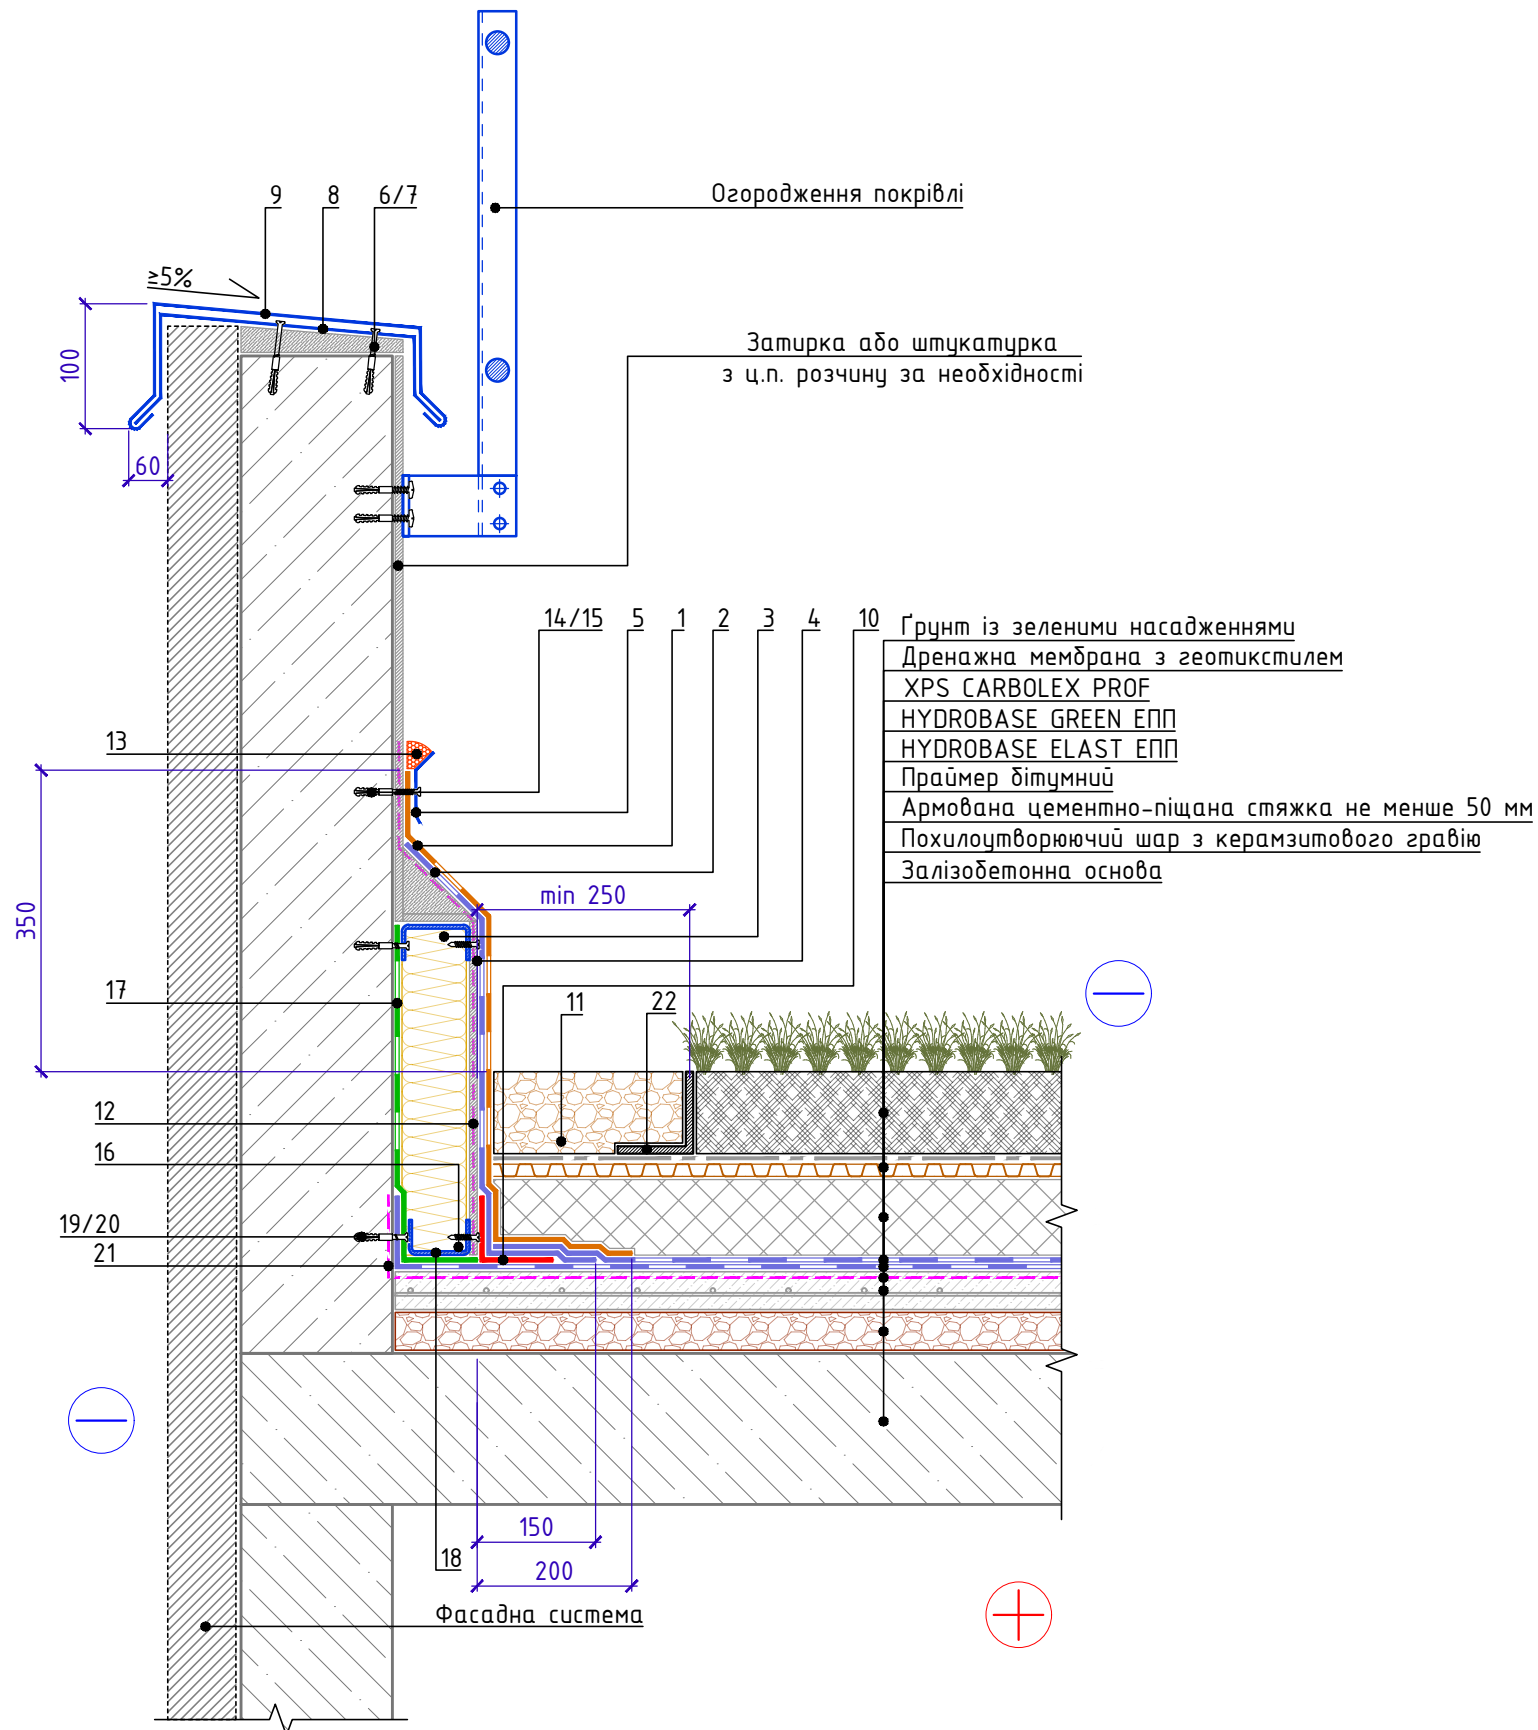 9
8
6/7
Огородження покрівлі
≥5%
100
60
Затирка або штукатурка
з ц.п. розчину за необхідності
14/15
5
1
2
3
4
10
Ґрунт із зеленими насадженнями
Дренажна мембрана з геотикстилем
XPS CARBOLEX PROF
HYDROBASE GREEN ЕПП
HYDROBASE ELAST ЕПП
Праймер бітумний
Армована цементно-піщана стяжка не менше 50 мм
Похилоутворюючий шар з керамзитового гравію
Залізобетонна основа
13
350
min 250
17
11
22
12
16
19/20
21
150
18
200
Фасадна система